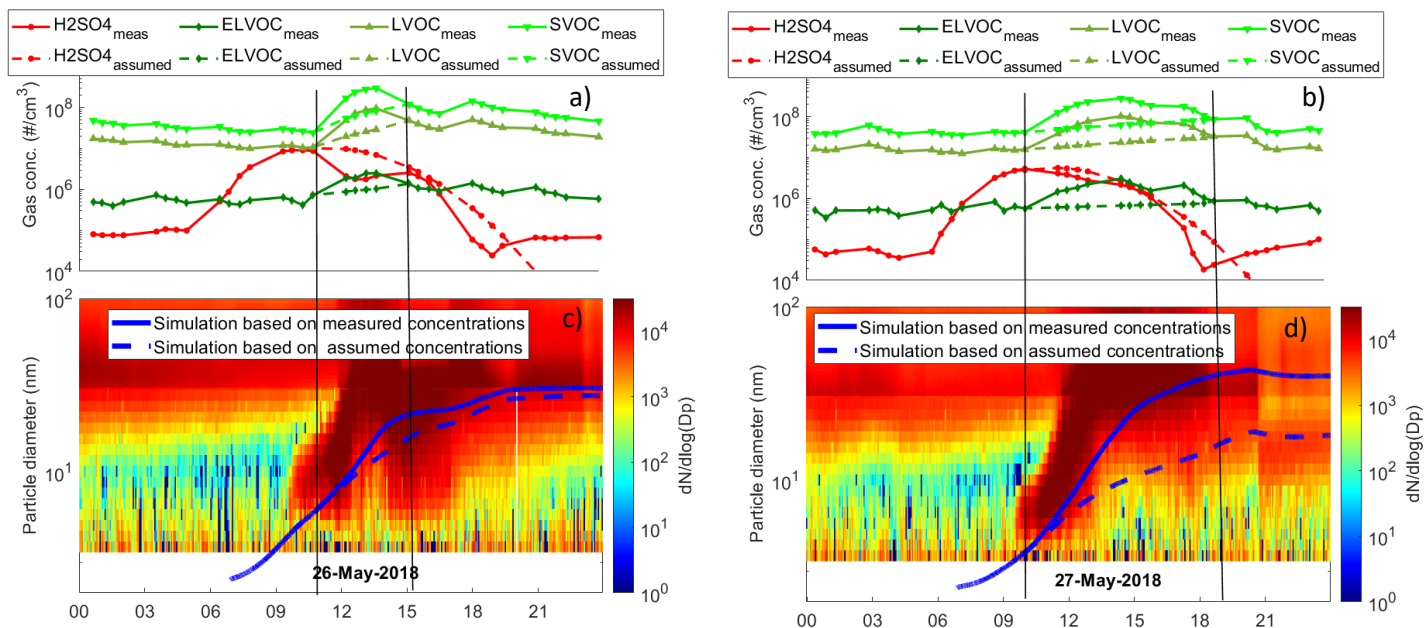 H2SO4meas ELVOCmeas LVOCmeas SVOCmeas
H2SO4assumed ELVOCassumed LVOCassumed SVOCassumed
a)
Gas conc. (#/cm3)
10^8
10^6
10^4
H2SO4meas ELVOCmeas LVOCmeas SVOCmeas
H2SO4assumed ELVOCassumed LVOCassumed SVOCassumed
b)
Gas conc. (#/cm3)
10^8
10^6
10^4
Simulation based on measured concentrations
Simulation based on assumed concentrations
c)
Particle diameter (nm)
10^2
10^1
26-May-2018
00 03 06 09 12 15 18 21
10^4
10^3
10^2
10^1
10^0
dN/dlog(Dp)
Simulation based on measured concentrations
Simulation based on assumed concentrations
d)
Particle diameter (nm)
10^2
10^1
27-May-2018
00 03 06 09 12 15 18 21
10^4
10^3
10^2
10^1
10^0
dN/dlog(Dp)